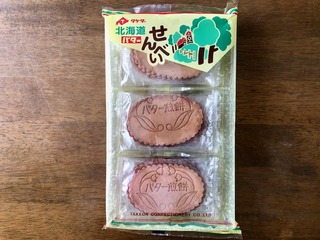 タケダ
北海道
バター
せんべい
バター煎餅
バター煎餅
TAKEDA CONFECTIONERY CO.,LTD.